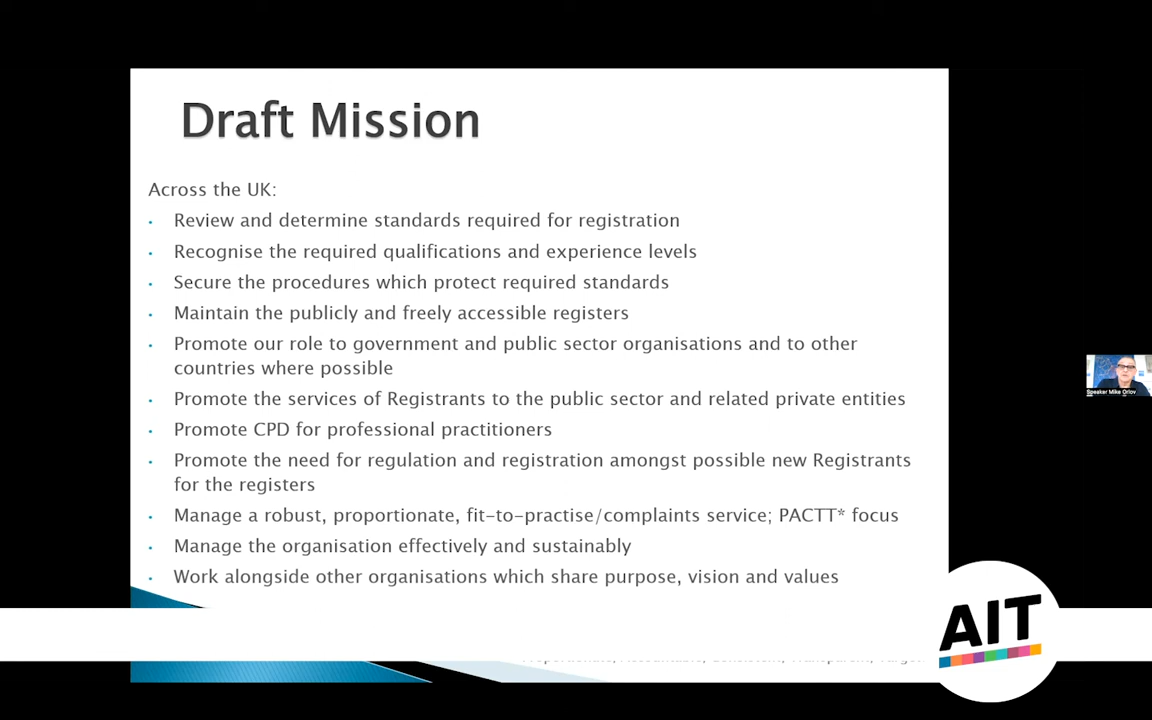 Draft Mission
Across the UK:
• Review and determine standards required for registration
• Recognise the required qualifications and experience levels
• Secure the procedures which protect required standards
• Maintain the publicly and freely accessible registers
• Promote our role to government and public sector organisations and to other
countries where possible
• Promote the services of Registrants to the public sector and related private entities
• Promote CPD for professional practitioners
• Promote the need for regulation and registration amongst possible new Registrants
for the registers
• Manage a robust, proportionate, fit-to-practise/complaints service; PACTT* focus
• Manage the organisation effectively and sustainably
• Work alongside other organisations which share purpose, vision and values
Speaker Mike Orlov
AIT